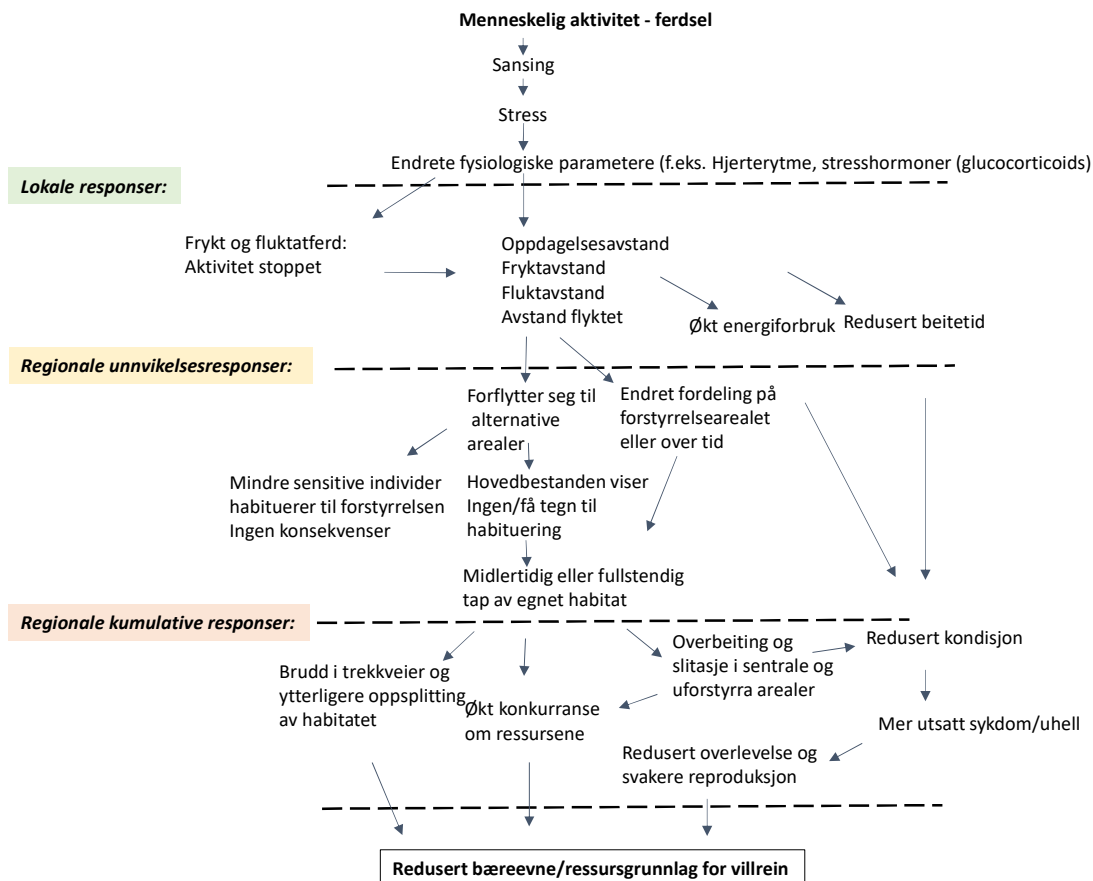 Menneskelig aktivitet - ferdsel
Sansing
Stress
Endrete fysiologiske parametere (f.eks. Hjerterytme, stresshormoner (glucocorticoids)
Lokale responser:
Frykt og fluktatferd:
Aktivitet stoppet
Oppdagelsesavstand
Fryktavstand
Fluktavstand
Avstand flyktet
Økt energiforbruk
Redusert beitetid
Regionale unnvikelsesresponser:
Forflytter seg til
alternative
arealer
Endret fordeling på
forstyrrelsearealet
eller over tid
Mindre sensitive individer
habituerer til forstyrrelsen
Ingen konsekvenser
Hovedbestanden viser
Ingen/få tegn til
habituering
Midlertidig eller fullstendig
tap av egnet habitat
Regionale kumulative responser:
Brudd i trekkveier og
ytterligere oppsplitting
av habitatet
Økt konkurranse
om ressursene
Overbeiting og
slitasje i sentrale og
uforstyrra arealer
Redusert kondisjon
Mer utsatt sykdom/uhell
Redusert overlevelse og
svakere reproduksjon
Redusert bæreevne/ressursgrunnlag for villrein